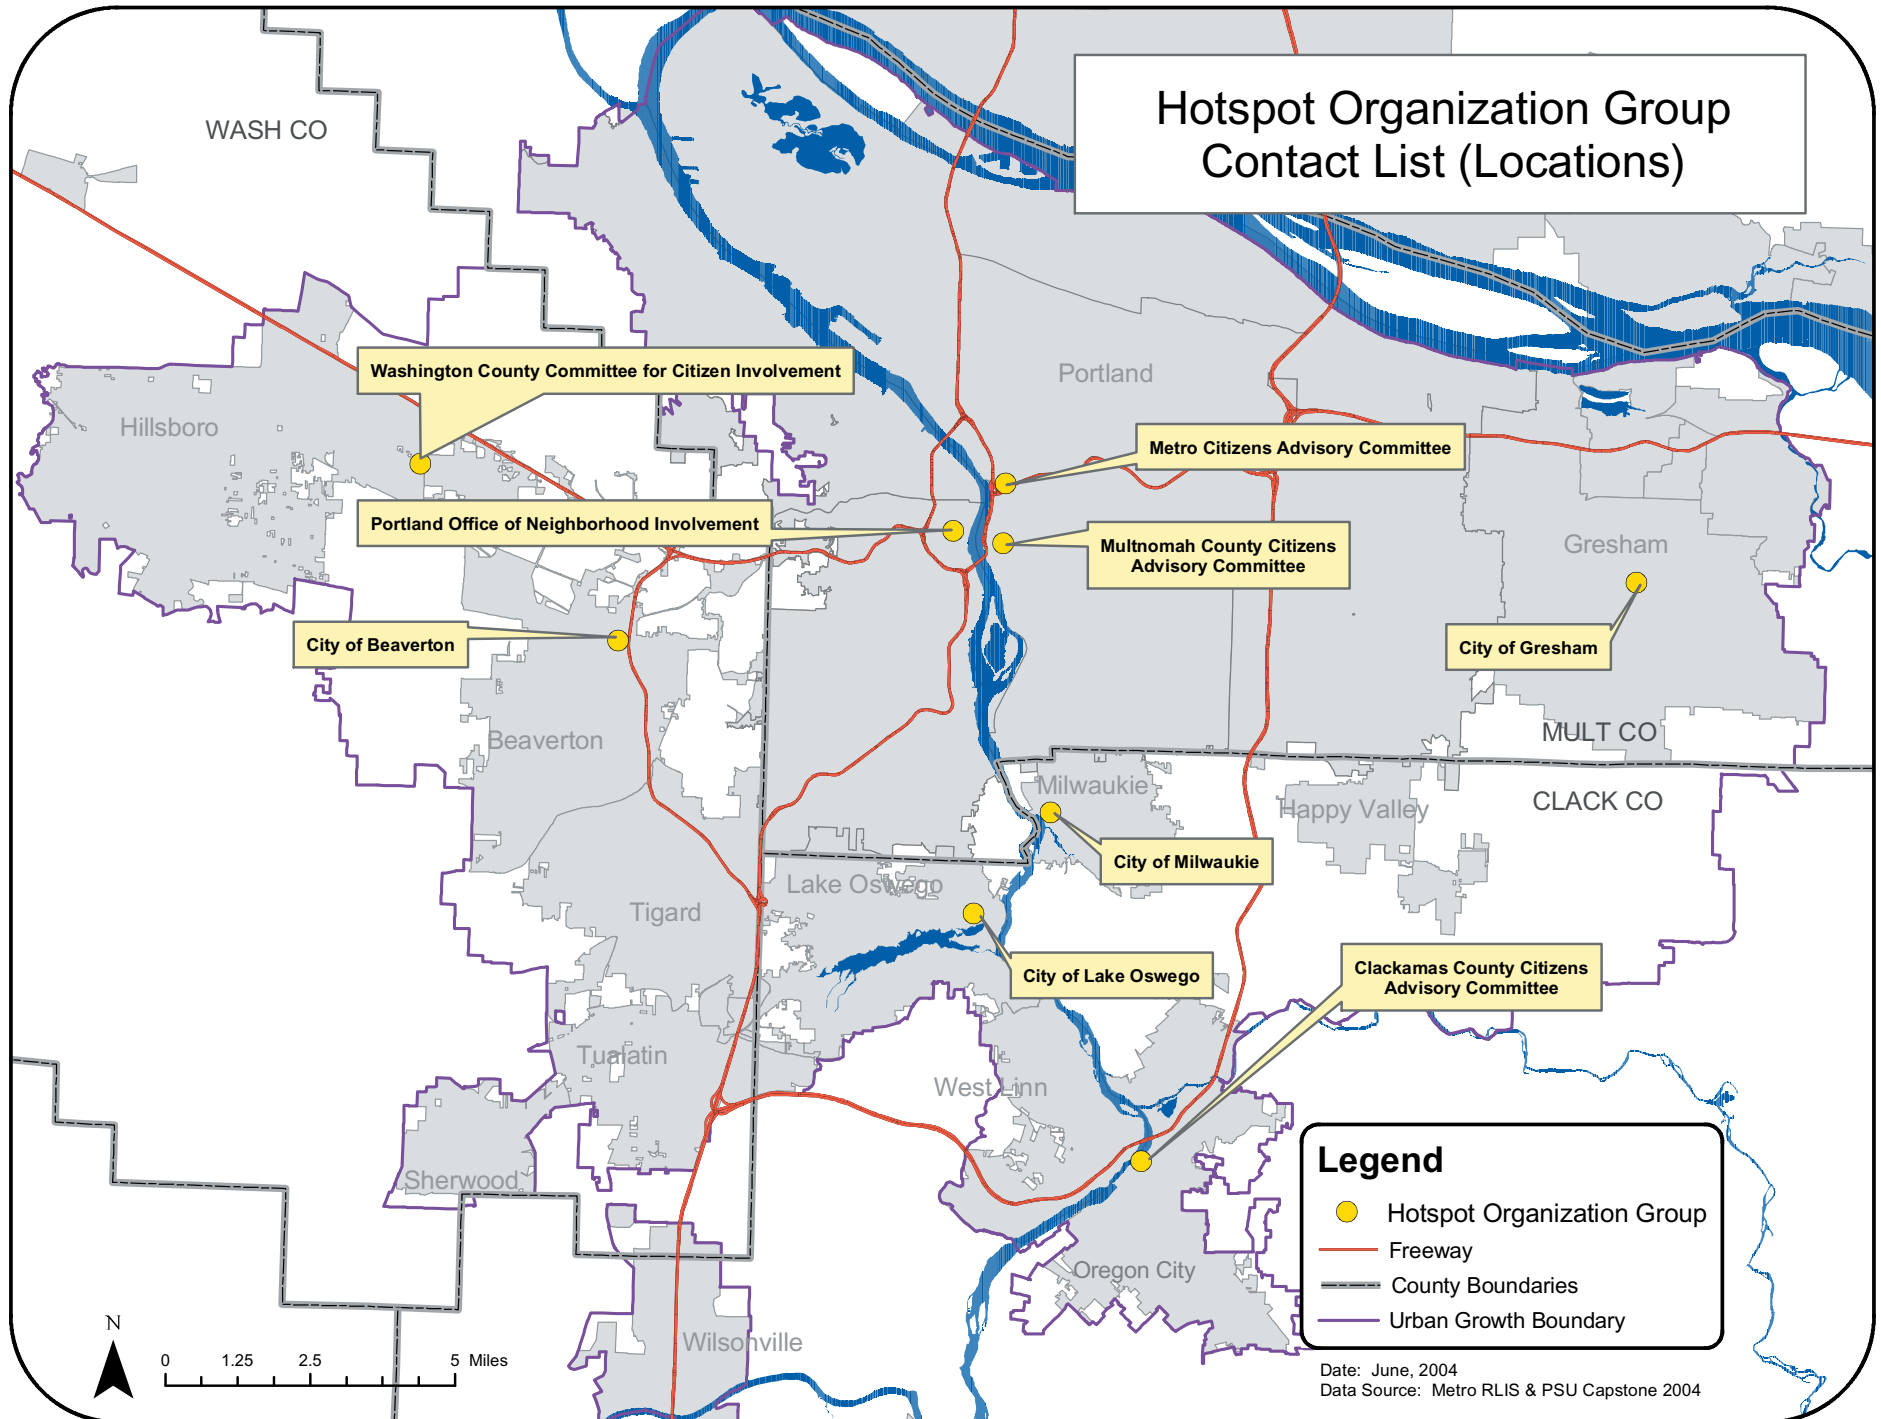 Hotspot Organization Group
Contact List (Locations)
WASH CO
Portland
Washington County Committee for Citizen Involvement
Hillsboro
Metro Citizens Advisory Committee
Portland Office of Neighborhood Involvement
Multnomah County Citizens
Advisory Committee
Gresham
City of Beaverton
City of Gresham
Beaverton
MULT CO
Milwaukie
Happy Valley
CLACK CO
City of Milwaukie
Lake Oswego
Tigard
City of Lake Oswego
Clackamas County Citizens
Advisory Committee
Tualatin
West Linn
Sherwood
Oregon City
Wilsonville
Legend
Hotspot Organization Group
Freeway
County Boundaries
Urban Growth Boundary
N
0 1.25 2.5 5 Miles
Date: June, 2004
Data Source: Metro RLIS & PSU Capstone 2004